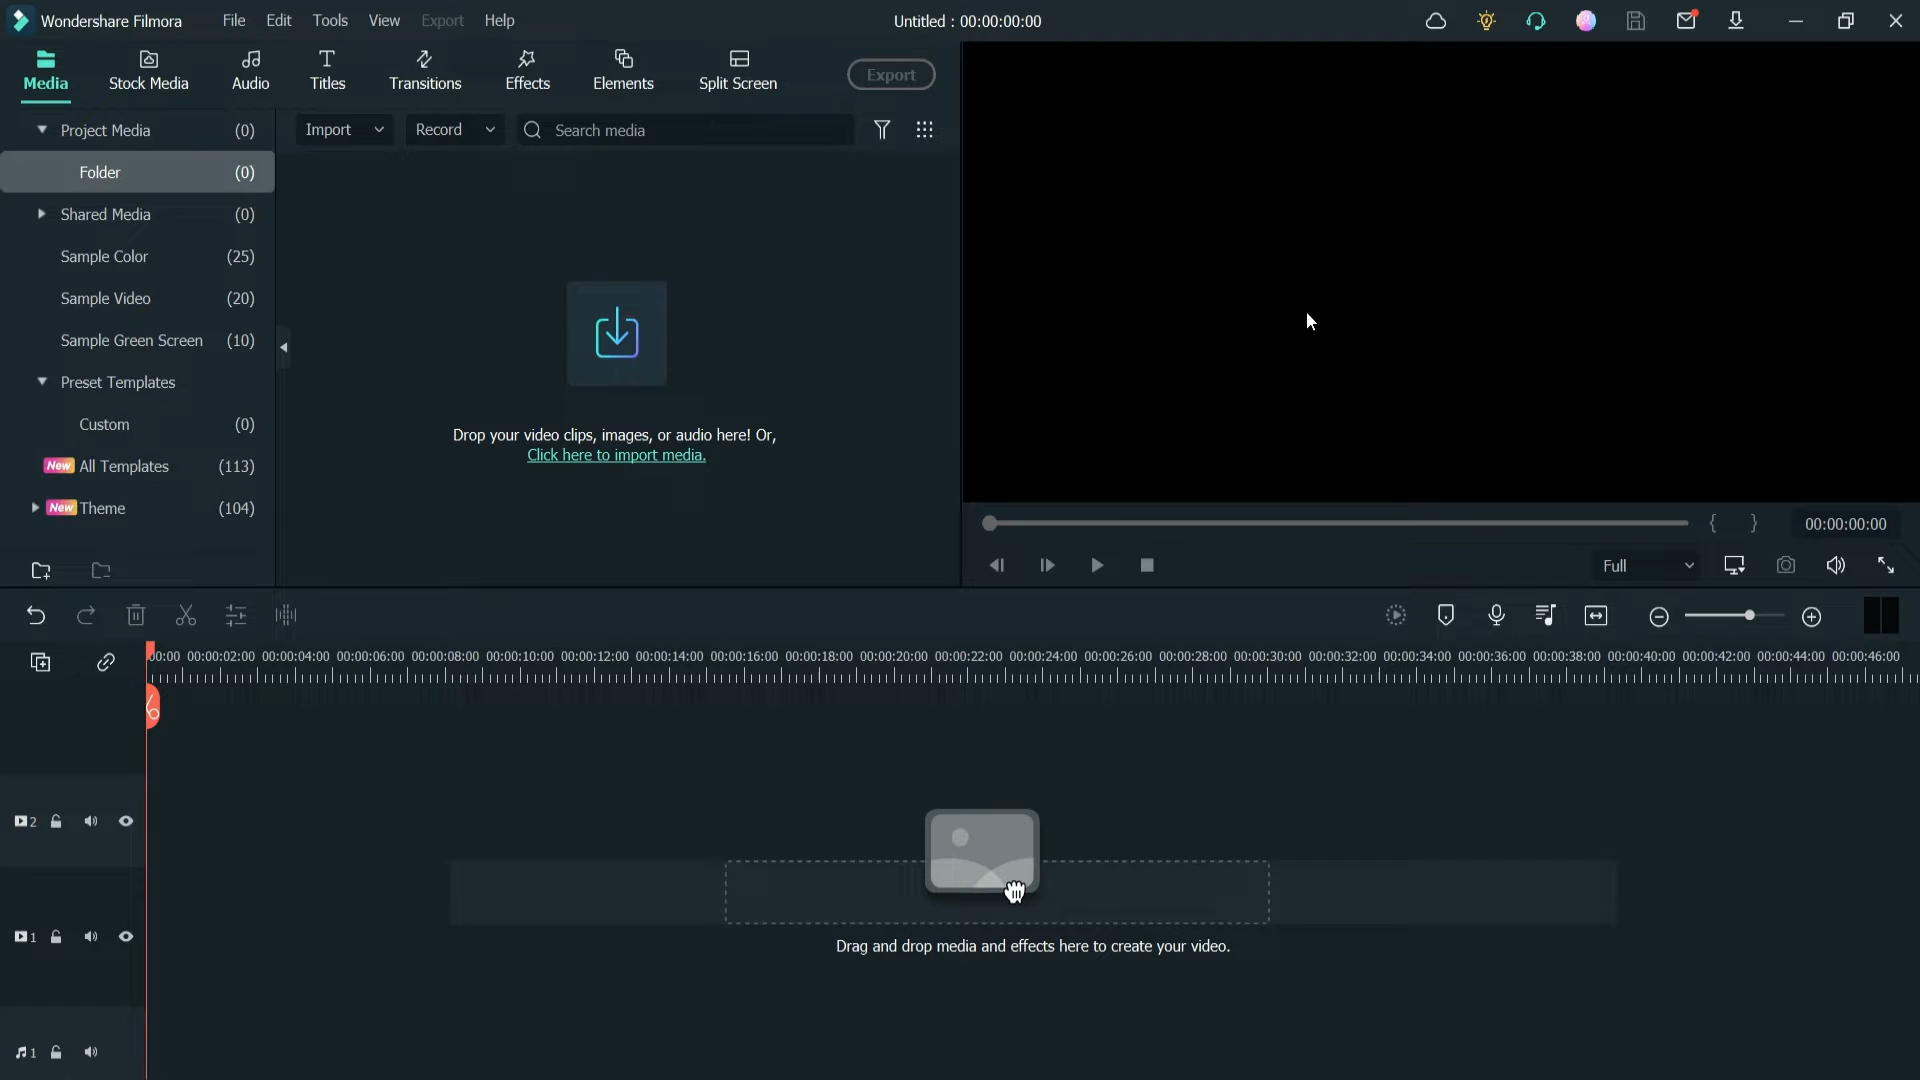 Wondershare Filmora File Edit Tools View Export Help Untitled : 00:00:00:00
Media Stock Media Audio Titles Transitions Effects Elements Split Screen Export
Project Media (0)
Folder (0)
Shared Media (0)
Sample Color (25)
Sample Video (20)
Sample Green Screen (10)
Preset Templates
Custom (0)
New All Templates (113)
New Theme (104)
Import Record Search media
Drop your video clips, images, or audio here! Or,
Click here to import media.
{ } 00:00:00:00
Full
00:00 00:00:02:00 00:00:04:00 00:00:06:00 00:00:08:00 00:00:10:00 00:00:12:00 00:00:14:00 00:00:16:00 00:00:18:00 00:00:20:00 00:00:22:00 00:00:24:00 00:00:26:00 00:00:28:00 00:00:30:00 00:00:32:00 00:00:34:00 00:00:36:00 00:00:38:00 00:00:40:00 00:00:42:00 00:00:44:00 00:00:46:00
2
1
Drag and drop media and effects here to create your video.
1